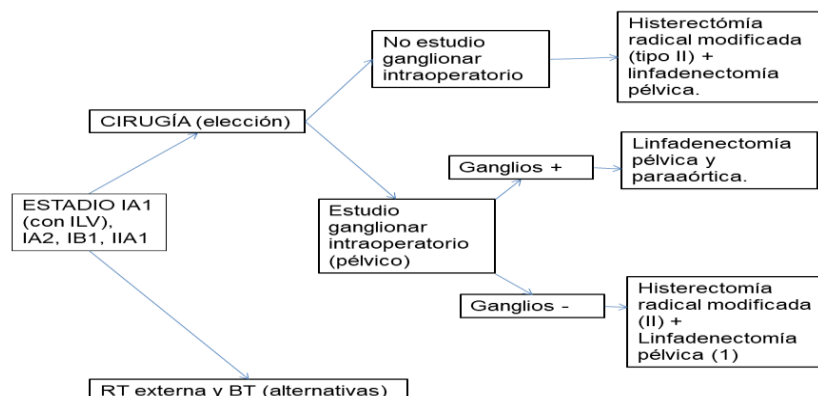 No estudio
ganglionar
intraoperatorio
Histerectómía
radical modificada
(tipo II) +
linfadenectomía
pélvica.
CIRUGÍA (elección)
Ganglios +
Linfadenectomía
pélvica y
paraaórtica.
ESTADIO IA1
(con ILV),
IA2, IB1, IIA1
Estudio
ganglionar
intraoperatorio
(pélvico)
Ganglios -
Histerectomía
radical modificada
(II) +
Linfadenectomía
pélvica (1)
RT externa y BT (alternativas)